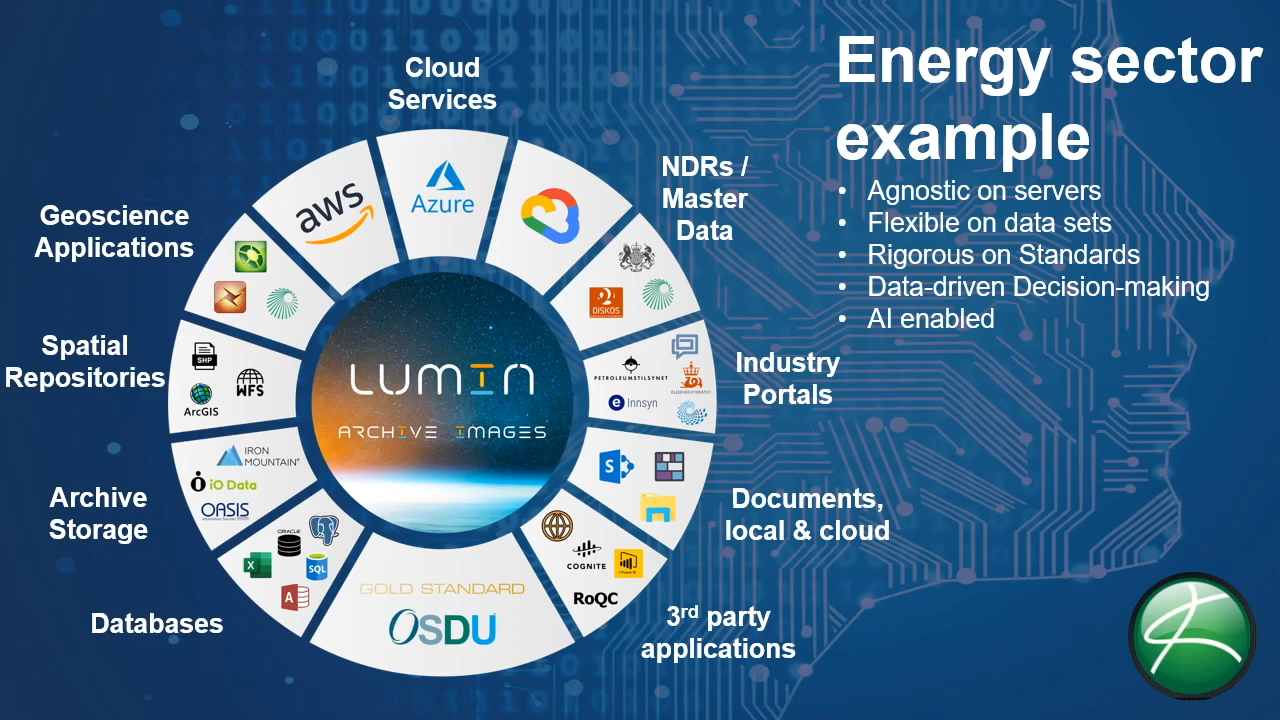 Energy sector
example
• Agnostic on servers
• Flexible on data sets
• Rigorous on Standards
• Data-driven Decision-making
• AI enabled
Cloud
Services
aws
Azure
NDRs /
Master
Data
DISKOS
Industry
Portals
PETROLEUMSTILSYNET
OLJEDIREKTORATET
e Innsyn
Documents,
local & cloud
S
3rd party
applications
COGNITE
Power BI
RoQC
GOLD STANDARD
OSDU
Databases
ORACLE
X
SQL
A
Archive
Storage
IRON
MOUNTAIN®
iO Data
OASIS
Spatial
Repositories
SHP
WFS
ArcGIS
Geoscience
Applications
LUMIN
ARCHIVE IMAGES